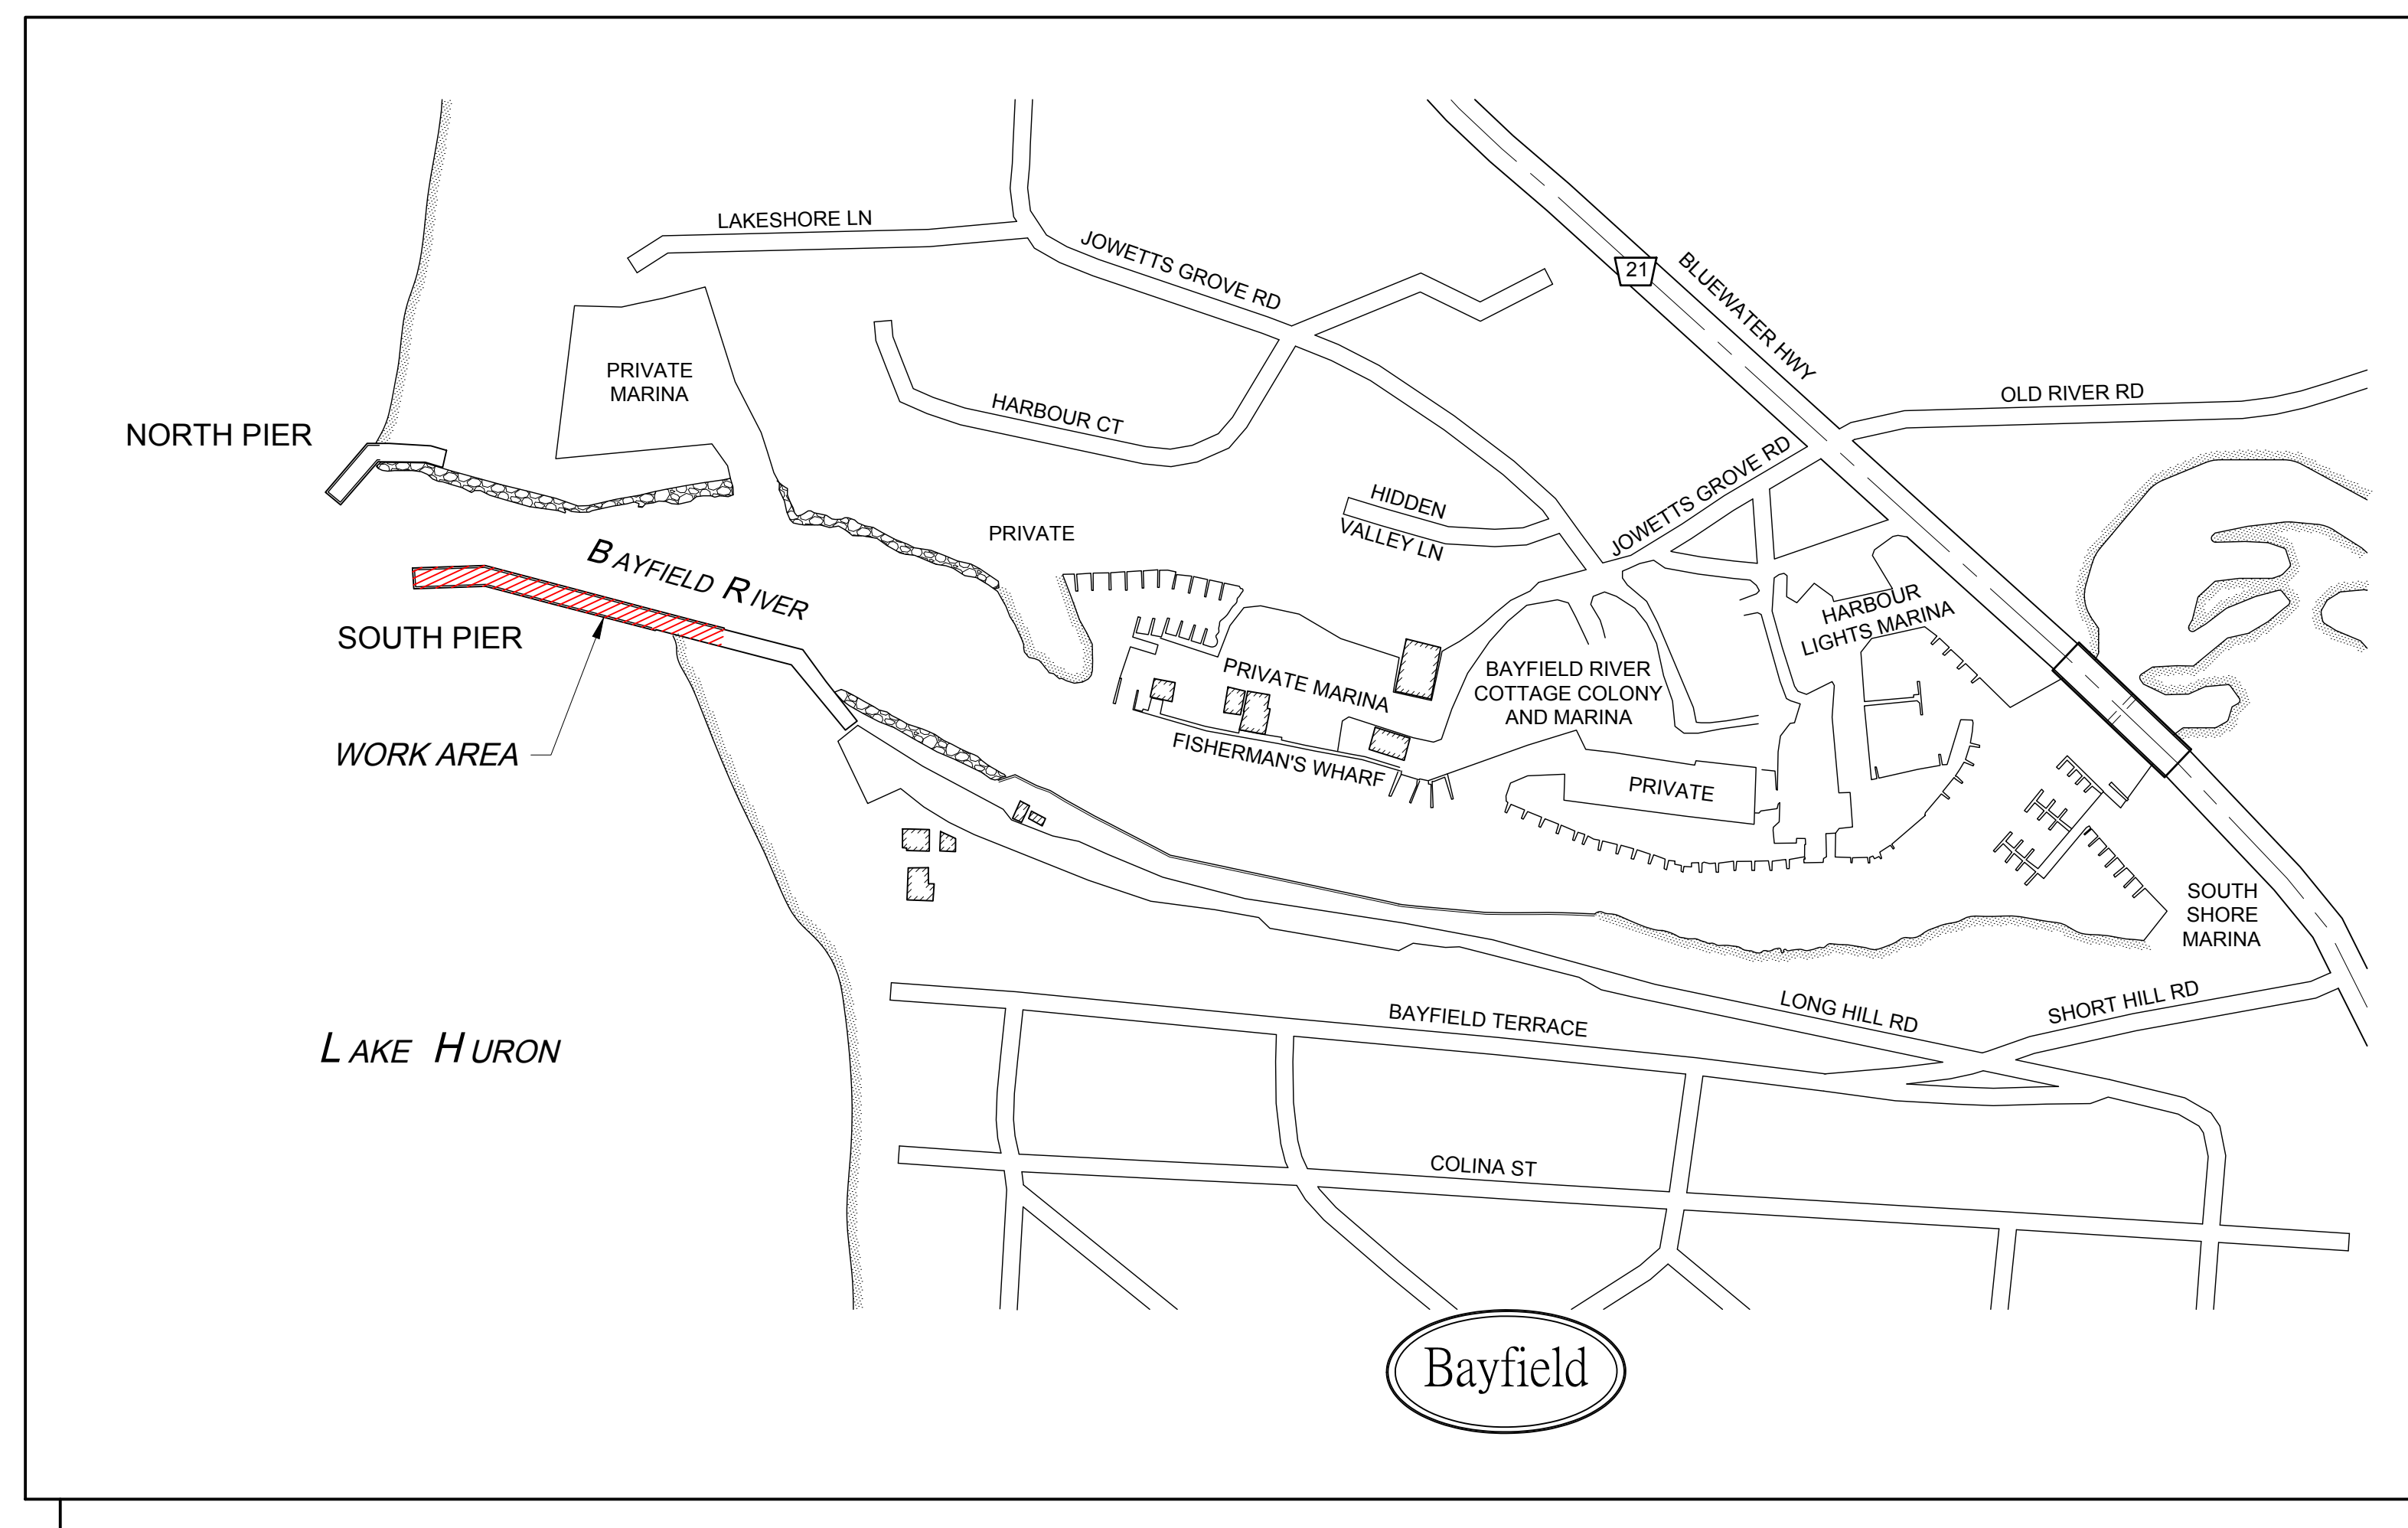 LAKESHORE LN
JOWETTS GROVE RD
21
BLUEWATER HWY
PRIVATE
MARINA
OLD RIVER RD
NORTH PIER
HARBOUR CT
JOWETTS GROVE RD
HIDDEN
VALLEY LN
PRIVATE
BAYFIELD RIVER
HARBOUR
LIGHTS MARINA
SOUTH PIER
PRIVATE MARINA
BAYFIELD RIVER
COTTAGE COLONY
AND MARINA
WORK AREA
FISHERMAN'S WHARF
PRIVATE
SOUTH
SHORE
MARINA
LAKE HURON
BAYFIELD TERRACE
LONG HILL RD
SHORT HILL RD
COLINA ST
Bayfield